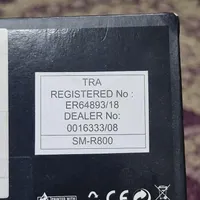 TRA
REGISTERED No :
ER64893/18
DEALER No:
0016333/08
SM-R800